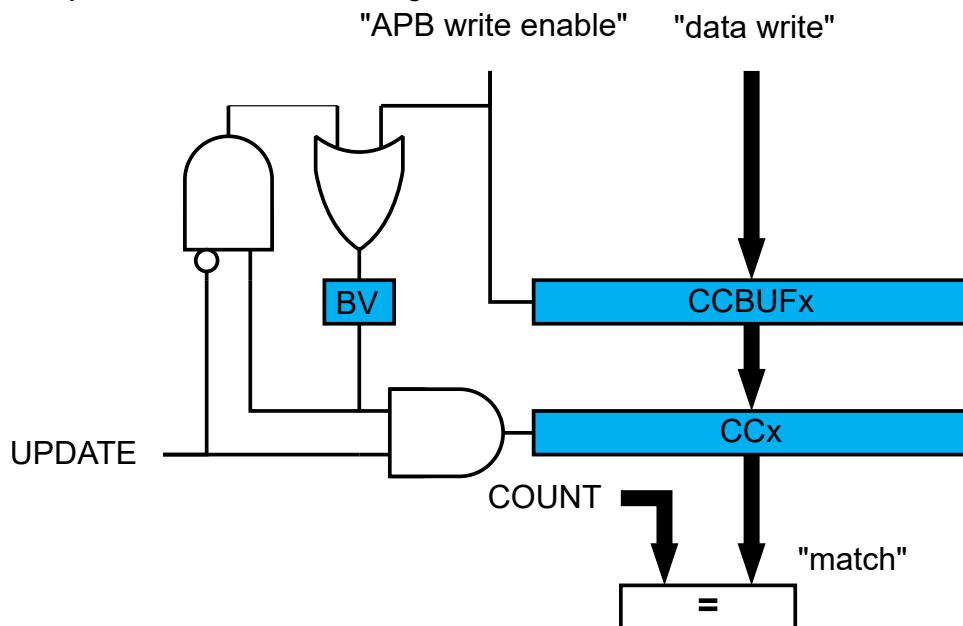 "APB write enable"
"data write"
BV
CCBUFx
CCx
UPDATE
COUNT
"match"
=